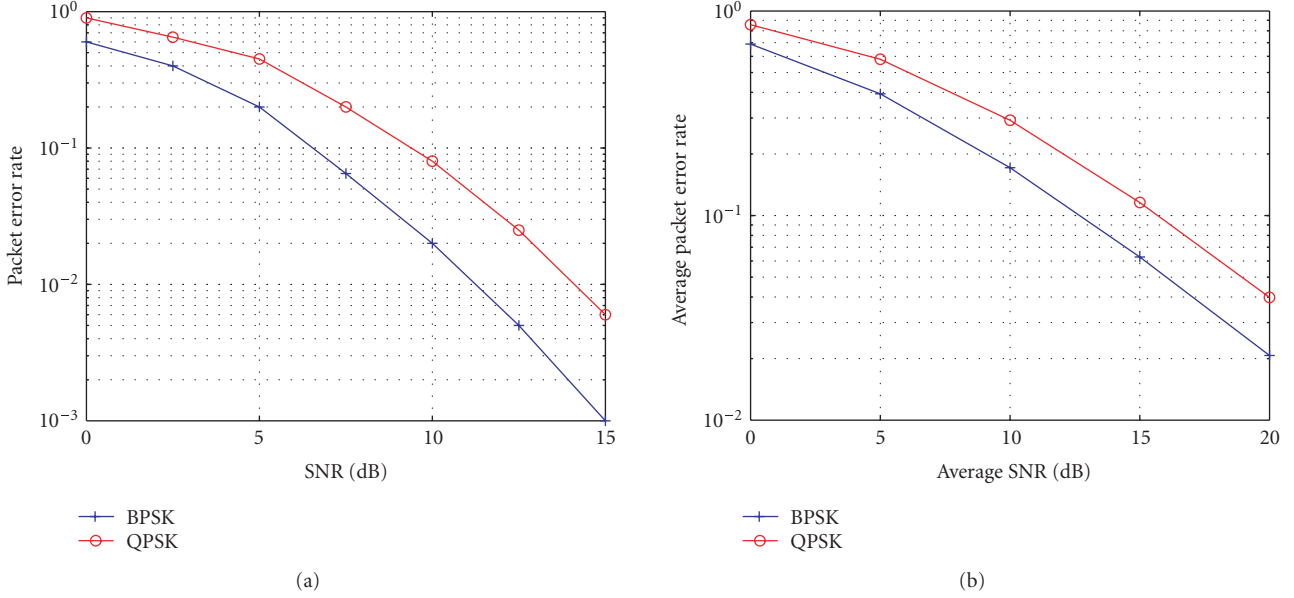 10^0
10^-1
10^-2
10^-3
Packet error rate
0 5 10 15
SNR (dB)
BPSK
QPSK
(a)
10^0
10^-1
10^-2
Average packet error rate
0 5 10 15 20
Average SNR (dB)
BPSK
QPSK
(b)